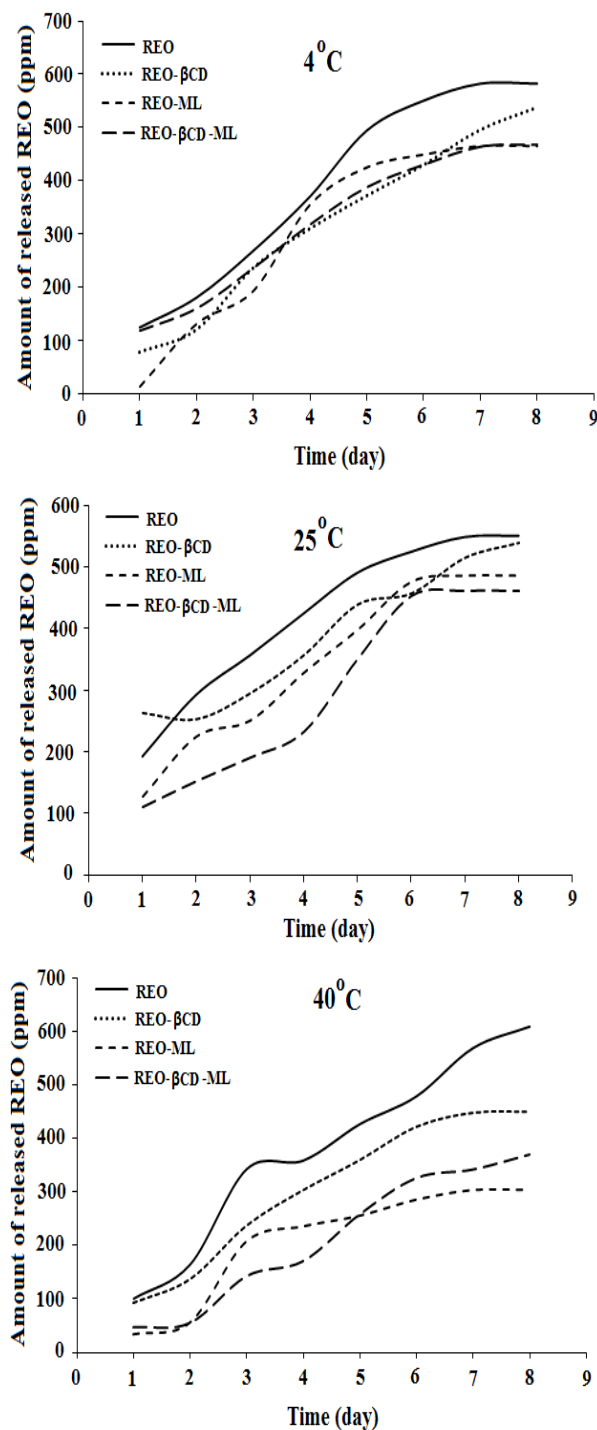 700
600
500
400
300
200
100
0
Amount of released REO (ppm)
REO
REO-βCD
REO-ML
REO-βCD-ML
4°C
0 1 2 3 4 5 6 7 8 9
Time (day)
600
500
400
300
200
100
0
Amount of released REO (ppm)
REO
REO-βCD
REO-ML
REO-βCD-ML
25°C
0 1 2 3 4 5 6 7 8 9
Time (day)
700
600
500
400
300
200
100
0
Amount of released REO (ppm)
REO
REO-βCD
REO-ML
REO-βCD-ML
40°C
0 1 2 3 4 5 6 7 8 9
Time (day)